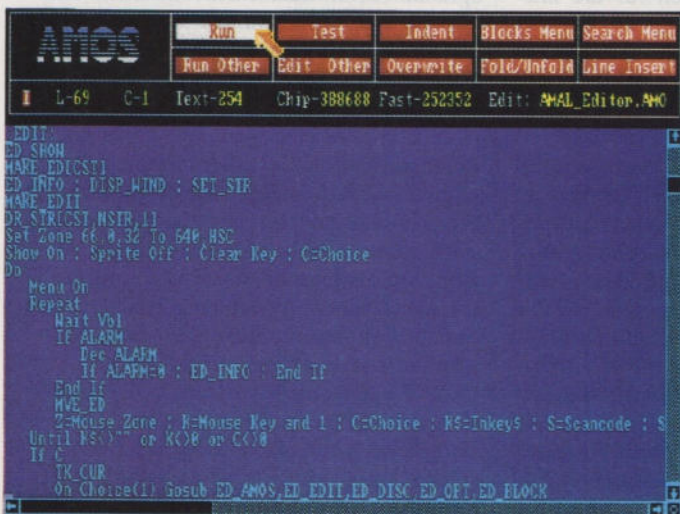 AMOS
Run Test Indent Blocks Menu Search Menu
Run Other Edit Other Overwrite Fold/Unfold Line Insert
I L-69 C-1 Text-254 Chip-388688 Fast-252352 Edit: AMAL_Editor.AMO
EDIT:
ED_SHOW
MAKE_ED[CST]
ED_INFO : DISP_WIND : SET_STR
MAKE_EDIT
DR_STR[CST,NSTR,1]
Set Zone 66,0,32 To 640,HSC
Show On : Sprite Off : Clear Key : C=Choice
Do
Menu On
Repeat
Wait Vbl
If ALARM
Dec ALARM
If ALARM=0 : ED_INFO : End If
End If
MVE_ED
Z=Mouse Zone : K=Mouse Key and 1 : C=Choice : K$=Inkey$ : S=Scancode : S
Until K$<>"" or K<>0 or C<>0
If C
TK_CUR
On Choice(1) Gosub ED_AMOS,ED_EDIT,ED_DISC,ED_OPT,ED_BLOCK